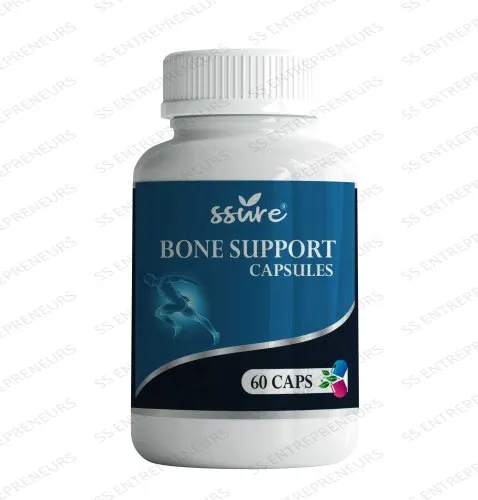 ssure®
BONE SUPPORT
CAPSULES
60 CAPS
SS ENTREPRENEURS